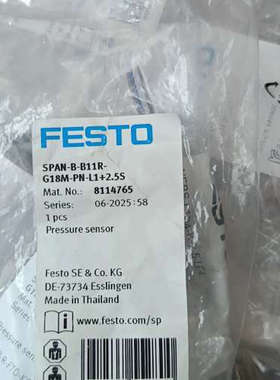 FESTO
SPAN-B-B11R-
G18M-PN-L1+2.5S
Mat. No.: 8114765
Series: 06-2025:58
1 pcs
Pressure sensor
Festo SE & Co. KG
DE-73734 Esslingen
Made in Thailand
www.festo.com/sp